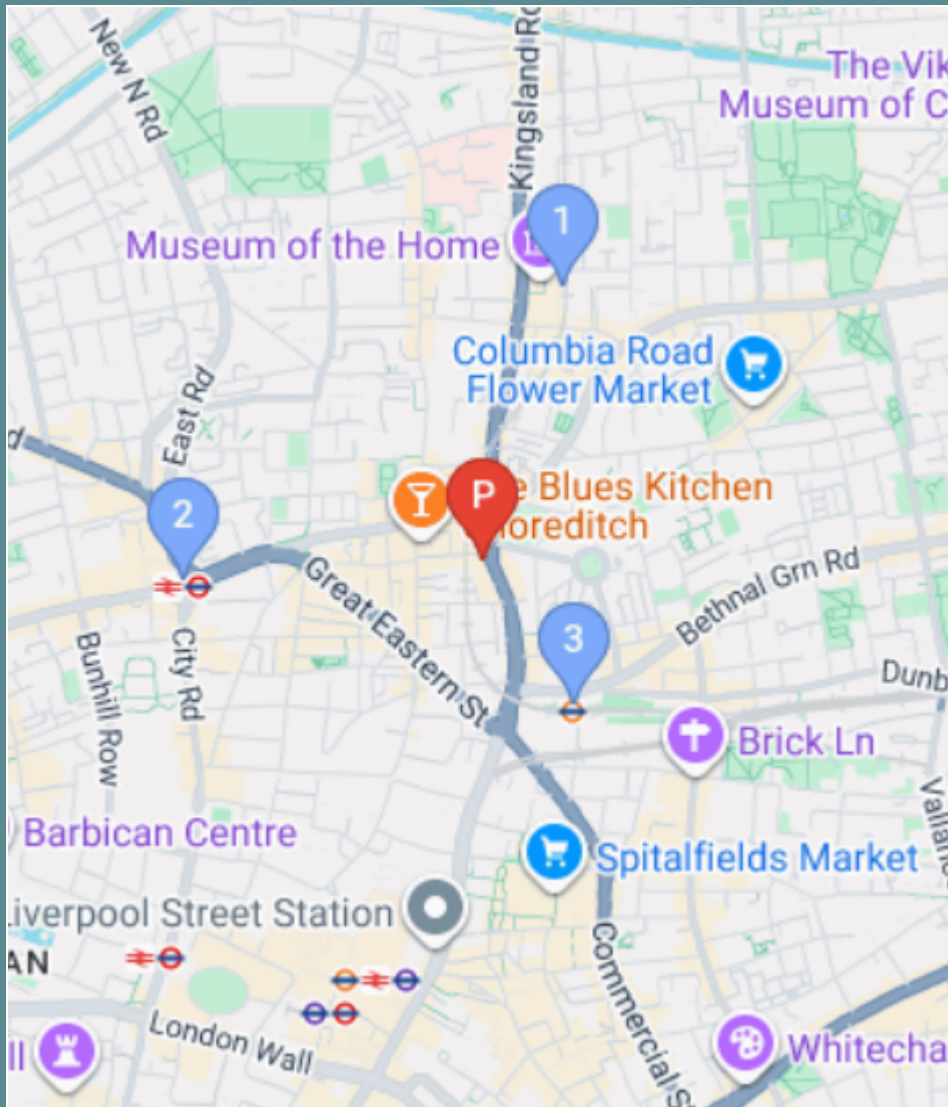 New N Rd
Kingsland Rd
The Vik
Museum of C
1
Museum of the Home
Columbia Road
Flower Market
East Rd
d
2
P
e Blues Kitchen
horeditch
Great Eastern St
Bethnal Grn Rd
3
City Rd
Bunhill Row
Dunb
Brick Ln
Barbican Centre
Spitalfields Market
Liverpool Street Station
AN
Commercial S
London Wall
ll
Whitecha